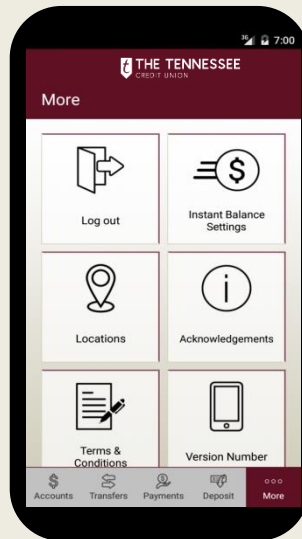 36 7:00
t THE TENNESSEE
CREDIT UNION
More
Log out
Instant Balance
Settings
Locations
Acknowledgements
Terms &
Conditions
Version Number
Accounts Transfers Payments Deposit More